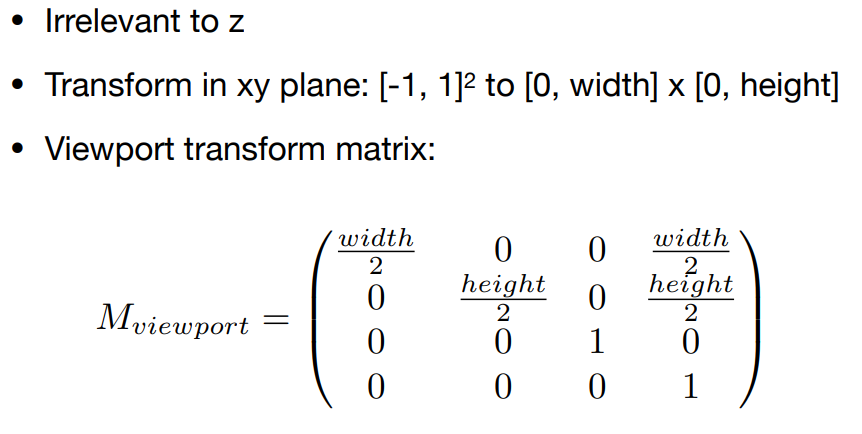 • Irrelevant to z
• Transform in xy plane: [-1, 1]² to [0, width] x [0, height]
• Viewport transform matrix:
M_{viewport} = \begin{pmatrix} \frac{width}{2} & 0 & 0 & \frac{width}{2} \\ 0 & \frac{height}{2} & 0 & \frac{height}{2} \\ 0 & 0 & 1 & 0 \\ 0 & 0 & 0 & 1 \end{pmatrix}